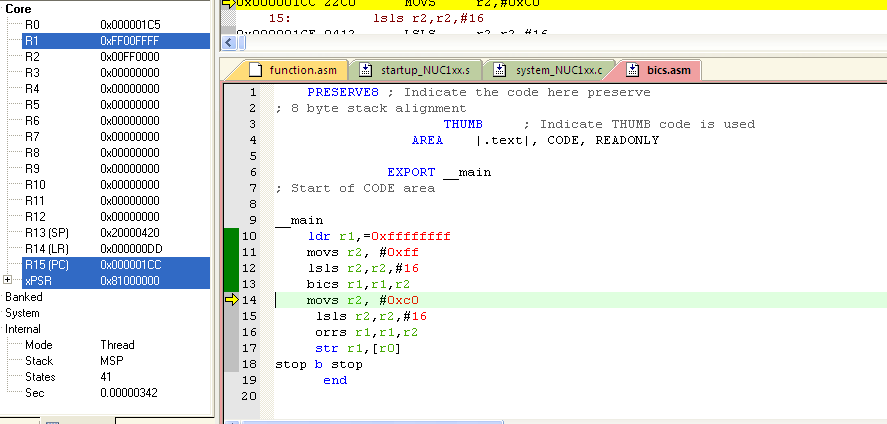 Core
R0 0x000001C5
R1 0xFF00FFFF
R2 0x00FF0000
R3 0x00000000
R4 0x00000000
R5 0x00000000
R6 0x00000000
R7 0x00000000
R8 0x00000000
R9 0x00000000
R10 0x00000000
R11 0x00000000
R12 0x00000000
R13 (SP) 0x20000420
R14 (LR) 0x000000DD
R15 (PC) 0x000001CC
xPSR 0x81000000
Banked
System
Internal
Mode Thread
Stack MSP
States 41
Sec 0.00000342
0x000001CC 22C0 MOVS r2,#0xC0
15: lsls r2,r2,#16
0x000001CE 0412 LSLS r2,r2,#16
function.asm startup_NUC1xx.s system_NUC1xx.c bics.asm
1 PRESERVE8 ; Indicate the code here preserve
2 ; 8 byte stack alignment
3 THUMB ; Indicate THUMB code is used
4 AREA |.text|, CODE, READONLY
5
6 EXPORT __main
7 ; Start of CODE area
8
9 __main
10 ldr r1,=0xffffffff
11 movs r2, #0xff
12 lsls r2,r2,#16
13 bics r1,r1,r2
14 movs r2, #0xc0
15 lsls r2,r2,#16
16 orrs r1,r1,r2
17 str r1,[r0]
18 stop b stop
19 end
20